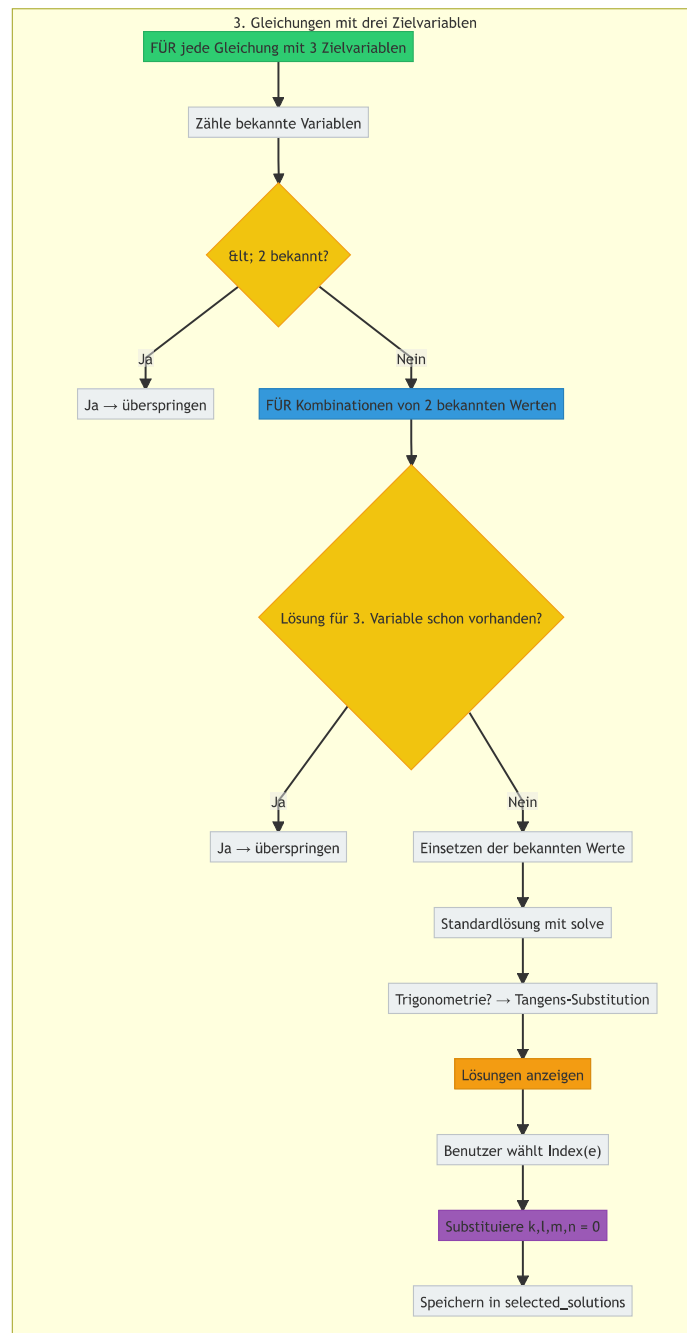 3. Gleichungen mit drei Zielvariablen
FÜR jede Gleichung mit 3 Zielvariablen
Zähle bekannte Variablen
&lt; 2 bekannt?
Ja
Nein
Ja → überspringen
FÜR Kombinationen von 2 bekannten Werten
Lösung für 3. Variable schon vorhanden?
Ja
Nein
Ja → überspringen
Einsetzen der bekannten Werte
Standardlösung mit solve
Trigonometrie? → Tangens-Substitution
Lösungen anzeigen
Benutzer wählt Index(e)
Substituiere k,l,m,n = 0
Speichern in selected_solutions